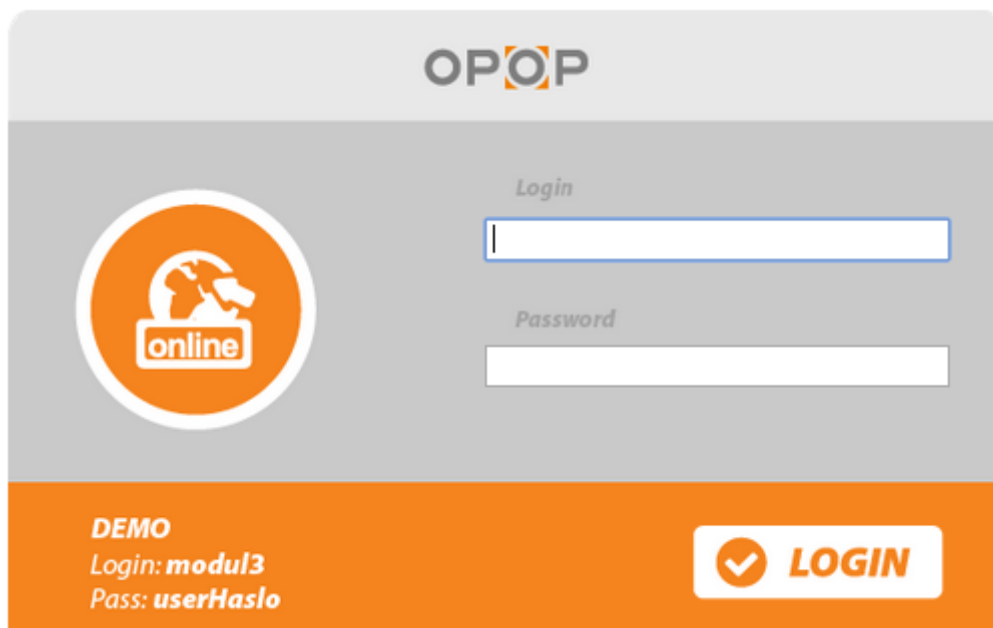 OPOP
Login
Password
online
DEMO
Login: modul3
Pass: userHaslo
LOGIN